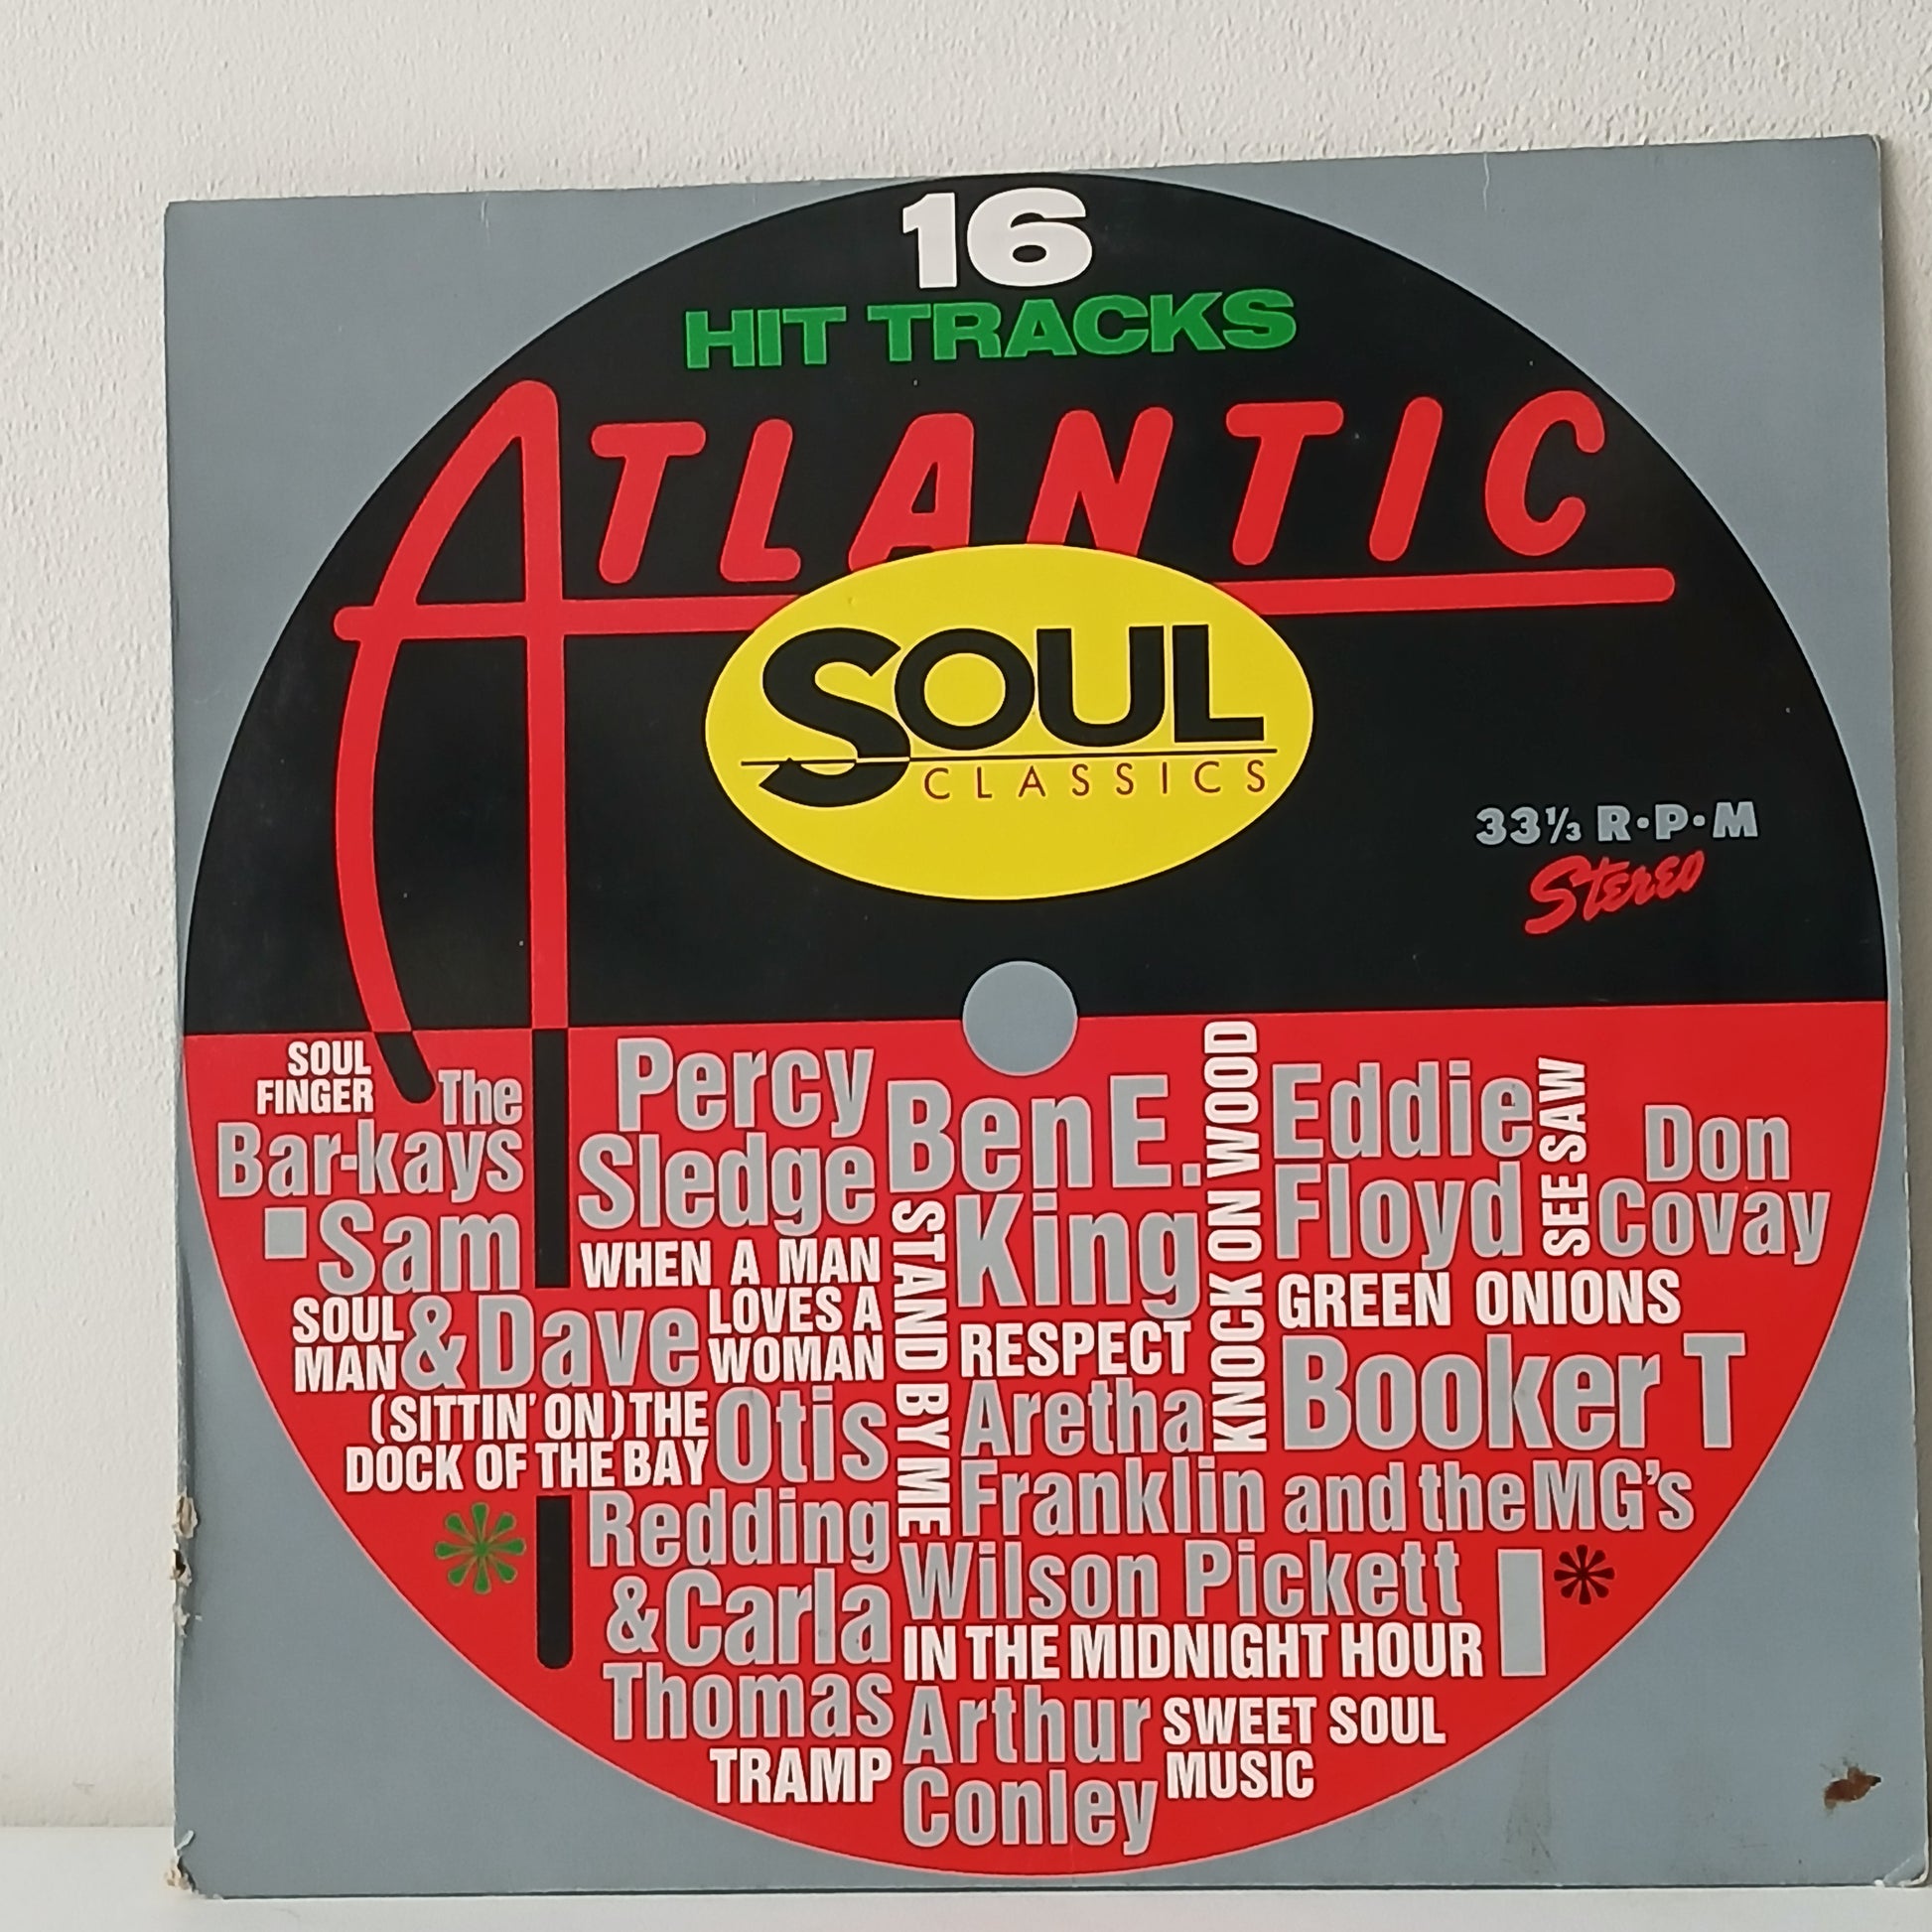 16
HIT TRACKS
ATLANTIC
SOUL
CLASSICS
33⅓ R•P•M
Stereo
SOUL
FINGER
The
Bar-kays
Sam
& Dave
SOUL
MAN
(SITTIN' ON) THE
DOCK OF THE BAY
Percy
Sledge
WHEN A MAN
LOVES A
WOMAN
Otis
Redding
& Carla
Thomas
TRAMP
Ben E.
King
STAND BY ME
RESPECT
Aretha
Franklin
KNOCK ON WOOD
Eddie
Floyd
SEE SAW
Don
Covay
GREEN ONIONS
Booker T
and the MG's
Wilson Pickett
IN THE MIDNIGHT HOUR
Arthur
Conley
SWEET SOUL
MUSIC